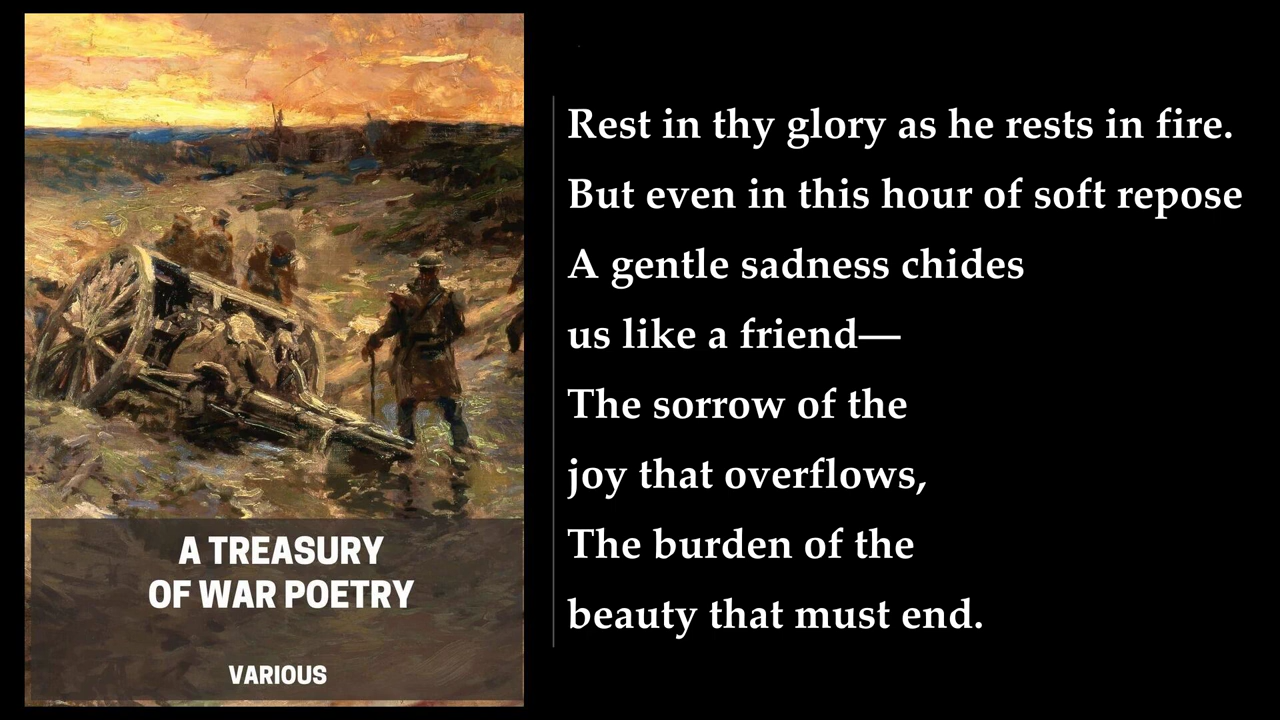 A TREASURY
OF WAR POETRY
VARIOUS
Rest in thy glory as he rests in fire.
But even in this hour of soft repose
A gentle sadness chides
us like a friend—
The sorrow of the
joy that overflows,
The burden of the
beauty that must end.